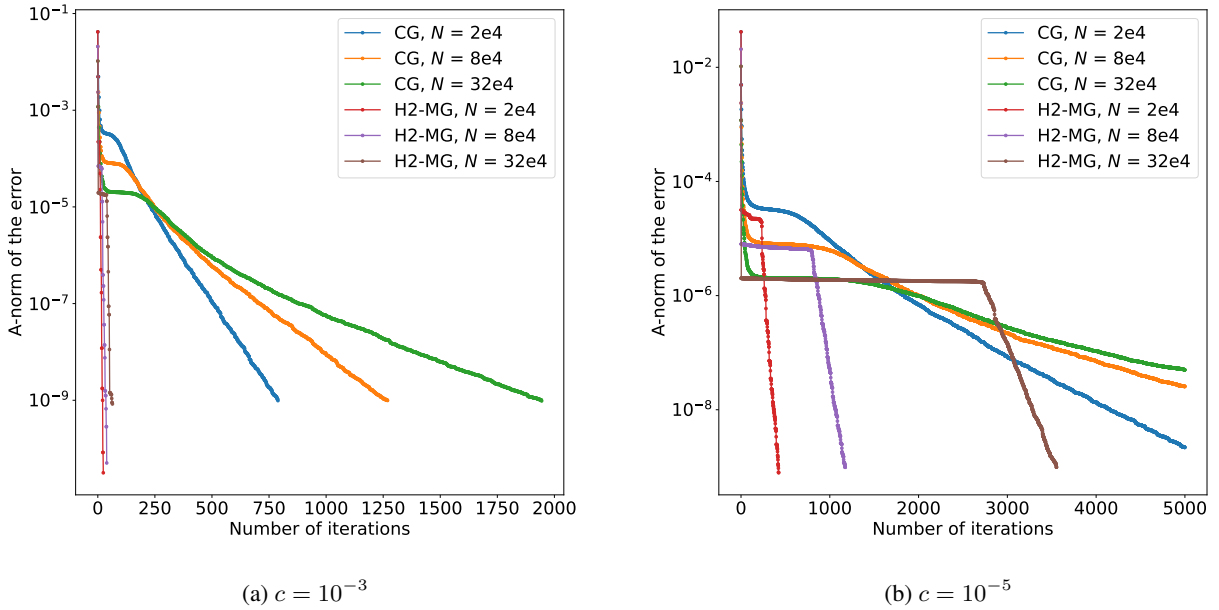 A-norm of the error
10⁻¹
10⁻³
10⁻⁵
10⁻⁷
10⁻⁹
CG, N = 2e4
CG, N = 8e4
CG, N = 32e4
H2-MG, N = 2e4
H2-MG, N = 8e4
H2-MG, N = 32e4
0 250 500 750 1000 1250 1500 1750 2000
Number of iterations
(a) c = 10⁻³
A-norm of the error
10⁻²
10⁻⁴
10⁻⁶
10⁻⁸
CG, N = 2e4
CG, N = 8e4
CG, N = 32e4
H2-MG, N = 2e4
H2-MG, N = 8e4
H2-MG, N = 32e4
0 1000 2000 3000 4000 5000
Number of iterations
(b) c = 10⁻⁵